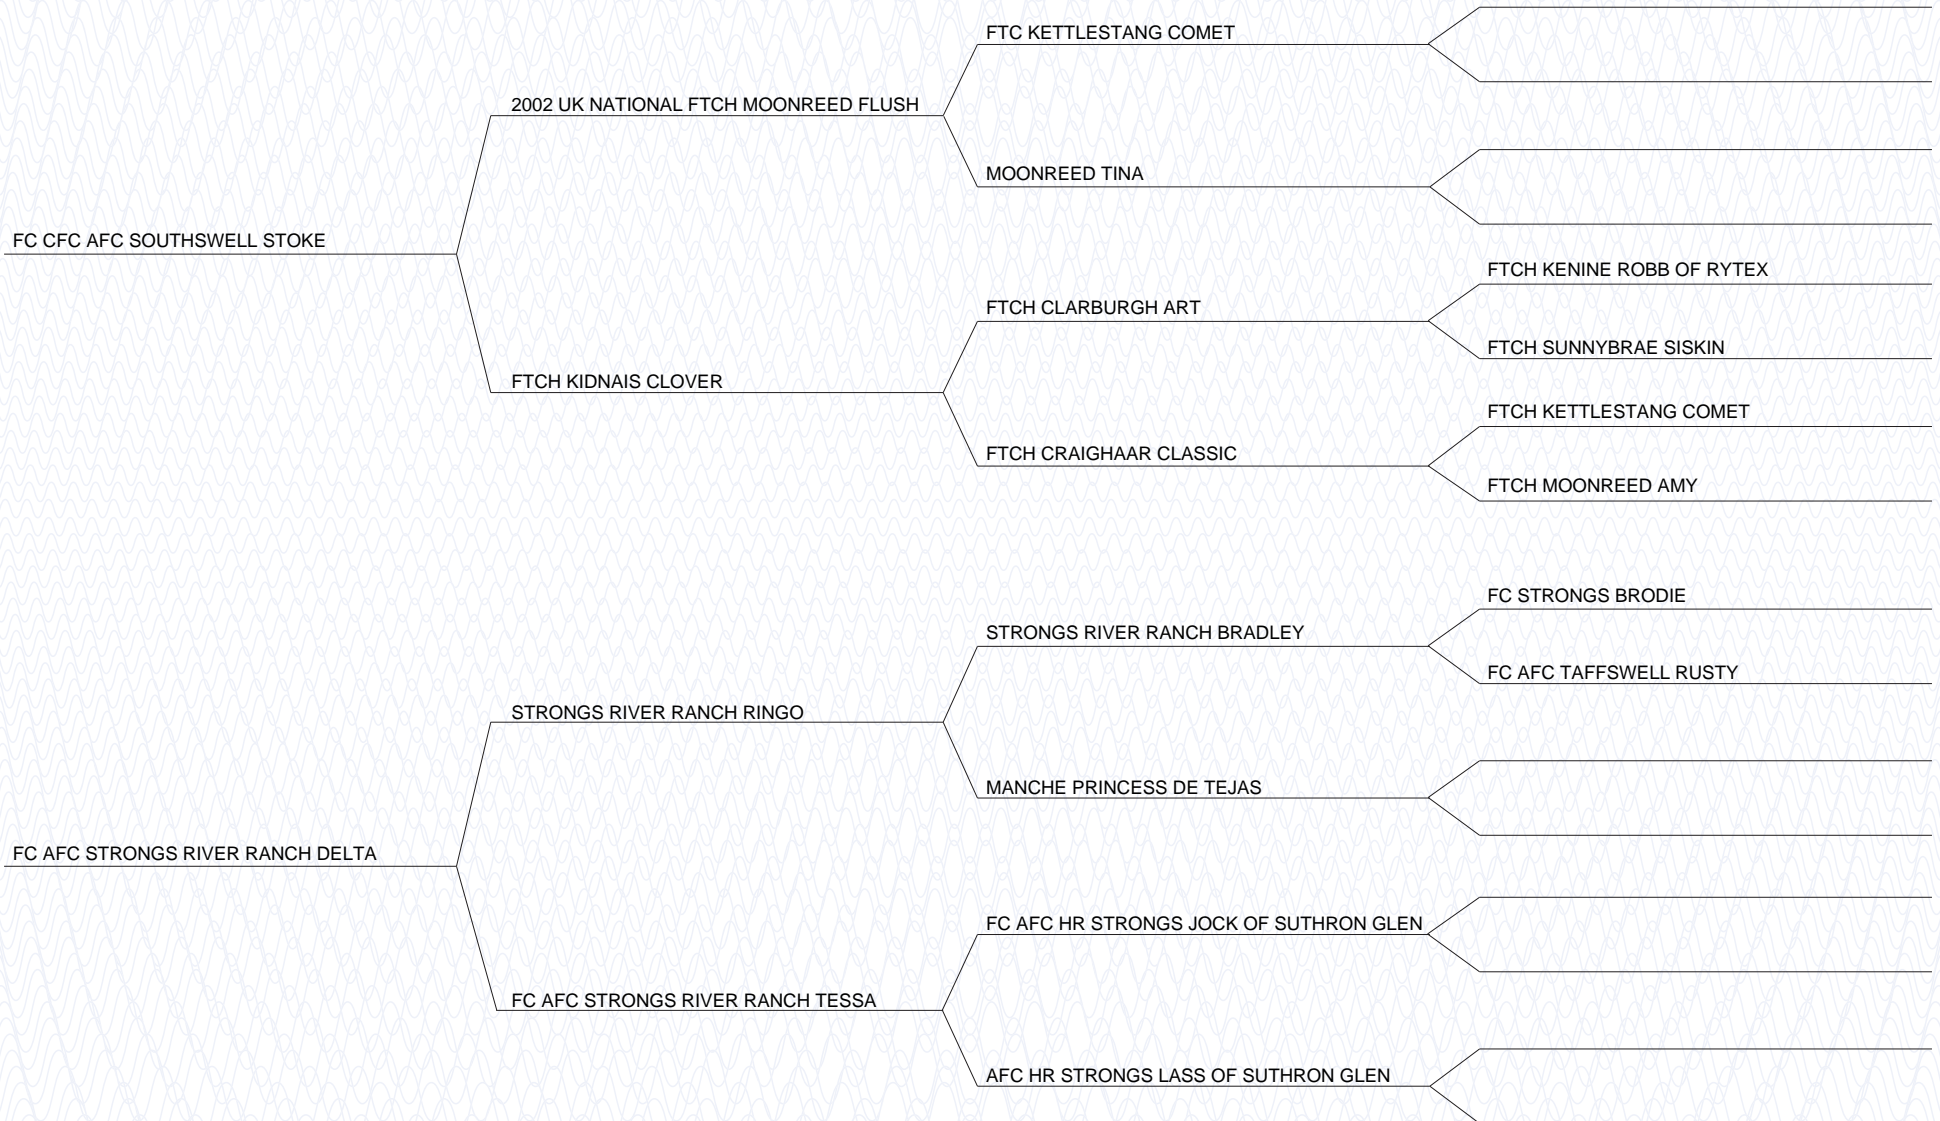 FTC KETTLESTANG COMET
2002 UK NATIONAL FTCH MOONREED FLUSH
MOONREED TINA
FC CFC AFC SOUTHSWELL STOKE
FTCH KENINE ROBB OF RYTEX
FTCH CLARBURGH ART
FTCH SUNNYBRAE SISKIN
FTCH KIDNAIS CLOVER
FTCH KETTLESTANG COMET
FTCH CRAIGHAAR CLASSIC
FTCH MOONREED AMY
FC STRONGS BRODIE
STRONGS RIVER RANCH BRADLEY
FC AFC TAFFSWELL RUSTY
STRONGS RIVER RANCH RINGO
MANCHE PRINCESS DE TEJAS
FC AFC STRONGS RIVER RANCH DELTA
FC AFC HR STRONGS JOCK OF SUTHRON GLEN
FC AFC STRONGS RIVER RANCH TESSA
AFC HR STRONGS LASS OF SUTHRON GLEN